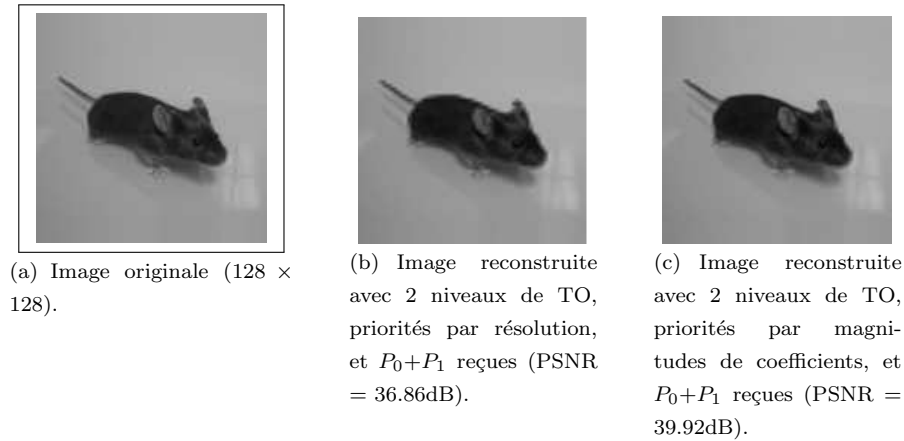 (a) Image originale (128 ×
128).
(b) Image reconstruite
avec 2 niveaux de TO,
priorités par résolution,
et P₀+P₁ reçues (PSNR
= 36.86dB).
(c) Image reconstruite
avec 2 niveaux de TO,
priorités par magni-
tudes de coefficients, et
P₀+P₁ reçues (PSNR =
39.92dB).